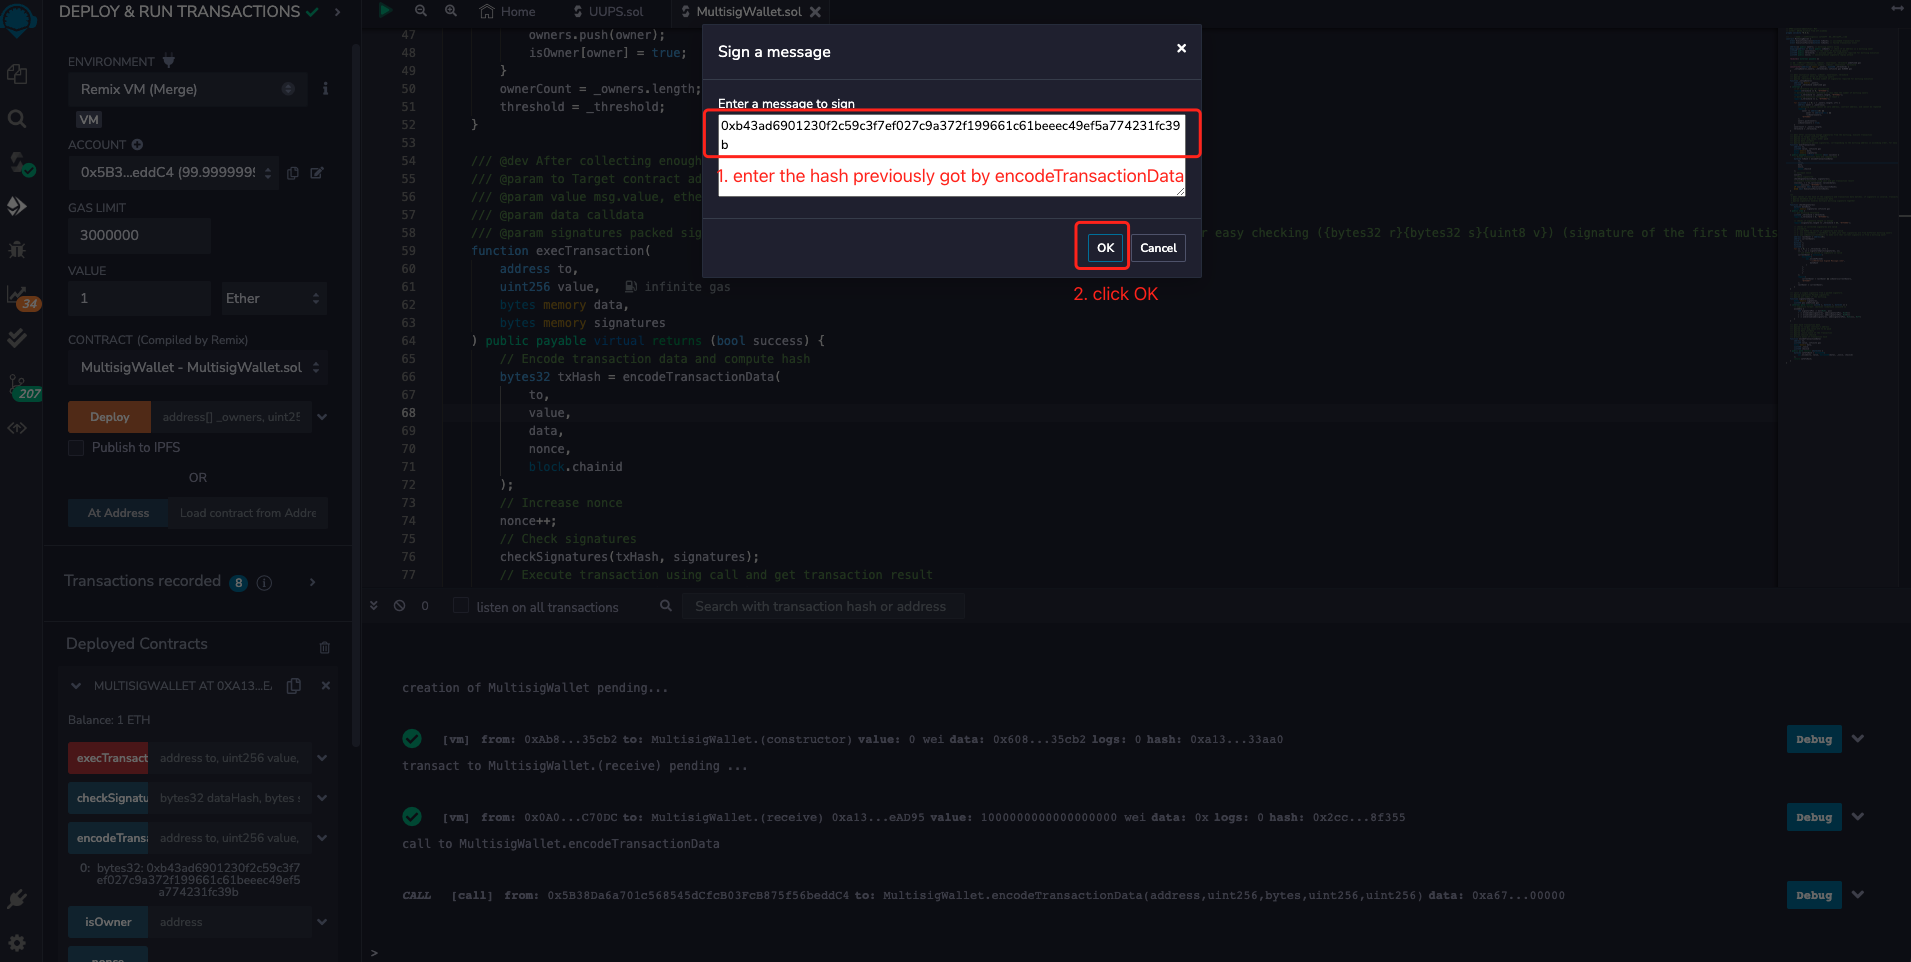 DEPLOY & RUN TRANSACTIONS
ENVIRONMENT
Remix VM (Merge)
VM
ACCOUNT
0x5B3...eddC4 (99.9999999
GAS LIMIT
3000000
VALUE
1
Ether
CONTRACT (Compiled by Remix)
MultisigWallet - MultisigWallet.sol
Deploy
address[] _owners, uint25
Publish to IPFS
OR
At Address
Load contract from Addre
Transactions recorded 8
Deployed Contracts
MULTISIGWALLET AT 0XA13...E
Balance: 1 ETH
execTransact
address to, uint256 value,
checkSignatu
bytes32 dataHash, bytes s
encodeTransa
address to, uint256 value,
0: bytes32: 0xb43ad6901230f2c59c3f7
ef027c9a372f199661c61beeec49ef5
a774231fc39b
isOwner
address
34
207
Home
UUPS.sol
MultisigWallet.sol
47 owners.push(owner);
48 isOwner[owner] = true;
49 }
50 ownerCount = _owners.length;
51 threshold = _threshold;
52 }
53
54 /// @dev After collecting enough
55 /// @param to Target contract ad
56 /// @param value msg.value, ethe
57 /// @param data calldata
58 /// @param signatures packed sig
r easy checking ({bytes32 r}{bytes32 s}{uint8 v}) (signature of the first multis
59 function execTransaction(
60 address to,
61 uint256 value, infinite gas
62 bytes memory data,
63 bytes memory signatures
64 ) public payable virtual returns (bool success) {
65 // Encode transaction data and compute hash
66 bytes32 txHash = encodeTransactionData(
67 to,
68 value,
69 data,
70 nonce,
71 block.chainid
72 );
73 // Increase nonce
74 nonce++;
75 // Check signatures
76 checkSignatures(txHash, signatures);
77 // Execute transaction using call and get transaction result
Sign a message
Enter a message to sign
0xb43ad6901230f2c59c3f7ef027c9a372f199661c61beeec49ef5a774231fc39
b
1. enter the hash previously got by encodeTransactionData
OK
Cancel
2. click OK
0
listen on all transactions
Search with transaction hash or address
creation of MultisigWallet pending...
[vm] from: 0xAb8...35cb2 to: MultisigWallet.(constructor) value: 0 wei data: 0x608...35cb2 logs: 0 hash: 0xa13...33aa0
Debug
transact to MultisigWallet.(receive) pending ...
[vm] from: 0x0A0...C70DC to: MultisigWallet.(receive) 0xa13...eAD95 value: 1000000000000000000 wei data: 0x logs: 0 hash: 0x2cc...8f355
Debug
call to MultisigWallet.encodeTransactionData
CALL [call] from: 0x5B38Da6a701c568545dCfcB03FcB875f56beddC4 to: MultisigWallet.encodeTransactionData(address,uint256,bytes,uint256,uint256) data: 0xa67...00000
Debug
>